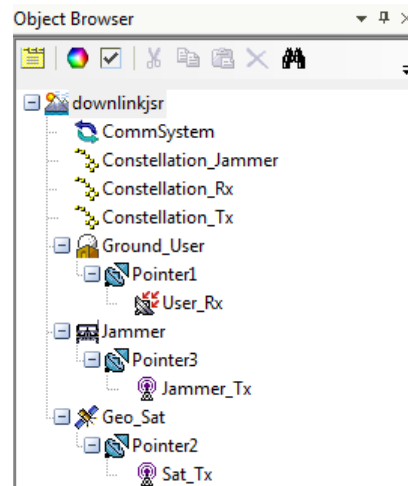 Object Browser
downlinkjsr
CommSystem
Constellation_Jammer
Constellation_Rx
Constellation_Tx
Ground_User
Pointer1
User_Rx
Jammer
Pointer3
Jammer_Tx
Geo_Sat
Pointer2
Sat_Tx